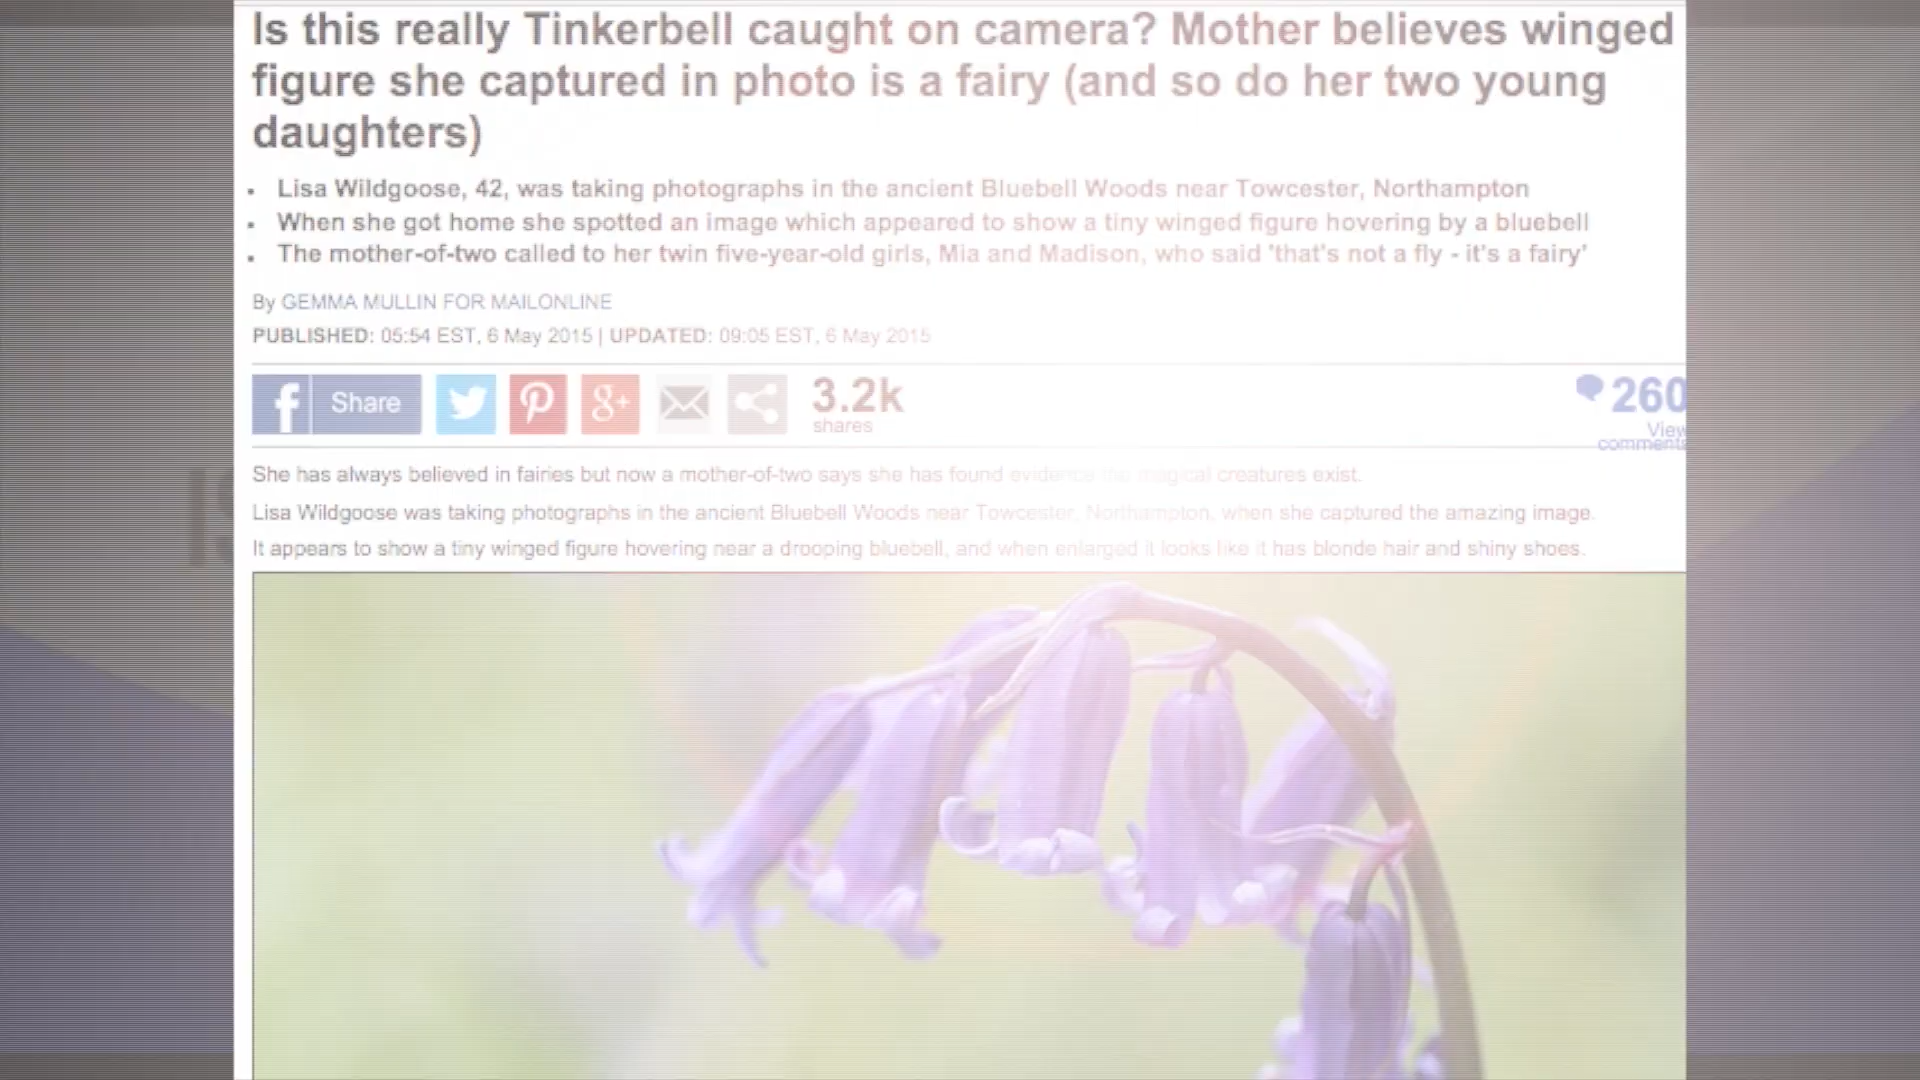 Is this really Tinkerbell caught on camera? Mother believes winged
figure she captured in photo is a fairy (and so do her two young
daughters)
• Lisa Wildgoose, 42, was taking photographs in the ancient Bluebell Woods near Towcester, Northampton
• When she got home she spotted an image which appeared to show a tiny winged figure hovering by a bluebell
• The mother-of-two called to her twin five-year-old girls, Mia and Madison, who said 'that's not a fly - it's a fairy'
By GEMMA MULLIN FOR MAILONLINE
PUBLISHED: 05:54 EST, 6 May 2015 | UPDATED: 09:05 EST, 6 May 2015
f Share g+ 3.2k 260
shares View
comments
She has always believed in fairies but now a mother-of-two says she has found evidence the magical creatures exist.
Lisa Wildgoose was taking photographs in the ancient Bluebell Woods near Towcester, Northampton, when she captured the amazing image.
It appears to show a tiny winged figure hovering near a drooping bluebell, and when enlarged it looks like it has blonde hair and shiny shoes.